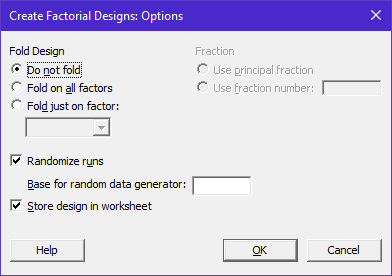 Create Factorial Designs: Options
Fold Design
Do not fold
Fold on all factors
Fold just on factor:
Fraction
Use principal fraction
Use fraction number:
Randomize runs
Base for random data generator:
Store design in worksheet
Help
OK
Cancel